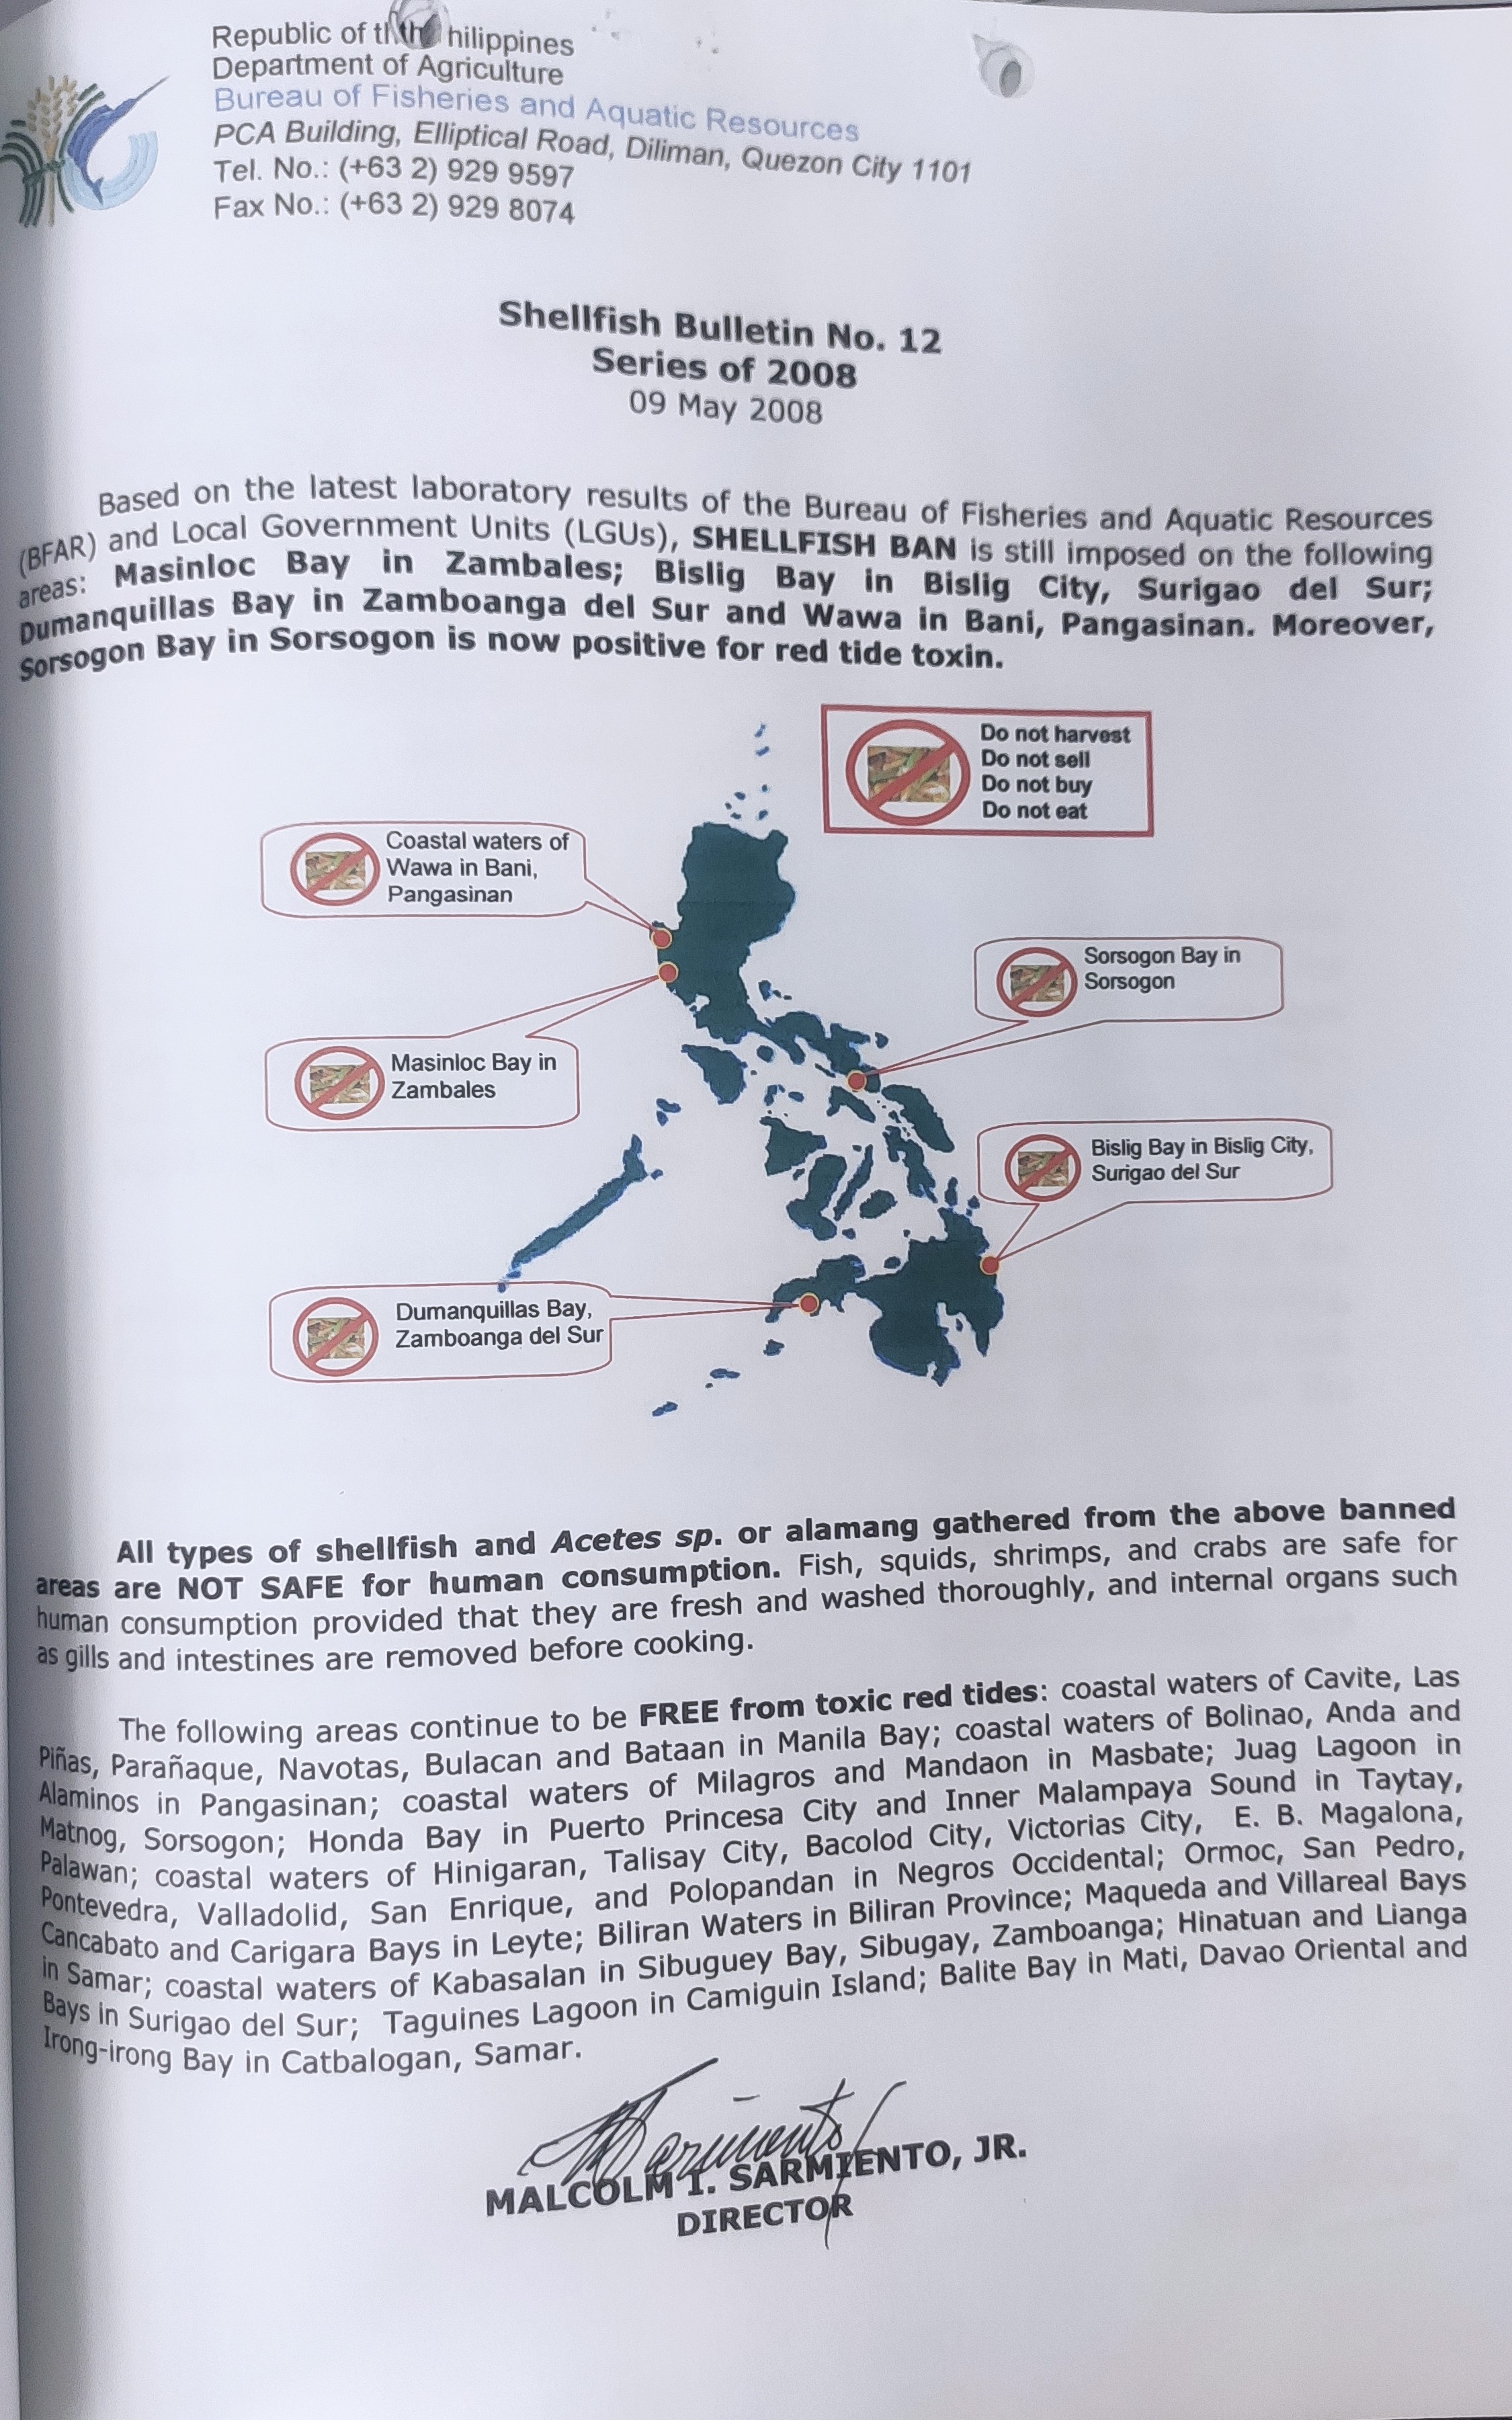 Republic of th hilippines
Department of Agriculture
Bureau of Fisheries and Aquatic Resources
PCA Building, Elliptical Road, Diliman, Quezon City 1101
Tel. No.: (+63 2) 929 9597
Fax No.: (+63 2) 929 8074
Shellfish Bulletin No. 12
Series of 2008
09 May 2008
Based on the latest laboratory results of the Bureau of Fisheries and Aquatic Resources
(BFAR) and Local Government Units (LGUs), SHELLFISH BAN is still imposed on the following
areas: Masinloc Bay in Zambales; Bislig Bay in Bislig City, Surigao del Sur;
Dumanquillas Bay in Zamboanga del Sur and Wawa in Bani, Pangasinan. Moreover,
Sorsogon Bay in Sorsogon is now positive for red tide toxin.
Do not harvest
Do not sell
Do not buy
Do not eat
Coastal waters of
Wawa in Bani,
Pangasinan
Sorsogon Bay in
Sorsogon
Masinloc Bay in
Zambales
Bislig Bay in Bislig City,
Surigao del Sur
Dumanquillas Bay,
Zamboanga del Sur
All types of shellfish and Acetes sp. or alamang gathered from the above banned
areas are NOT SAFE for human consumption. Fish, squids, shrimps, and crabs are safe for
human consumption provided that they are fresh and washed thoroughly, and internal organs such
as gills and intestines are removed before cooking.
The following areas continue to be FREE from toxic red tides: coastal waters of Cavite, Las
Piñas, Parañaque, Navotas, Bulacan and Bataan in Manila Bay; coastal waters of Bolinao, Anda and
Alaminos in Pangasinan; coastal waters of Milagros and Mandaon in Masbate; Juag Lagoon in
Matnog, Sorsogon; Honda Bay in Puerto Princesa City and Inner Malampaya Sound in Taytay,
Palawan; coastal waters of Hinigaran, Talisay City, Bacolod City, Victorias City, E. B. Magalona,
Pontevedra, Valladolid, San Enrique, and Polopandan in Negros Occidental; Ormoc, San Pedro,
Cancabato and Carigara Bays in Leyte; Biliran Waters in Biliran Province; Maqueda and Villareal Bays
in Samar; coastal waters of Kabasalan in Sibuguey Bay, Sibugay, Zamboanga; Hinatuan and Lianga
Bays in Surigao del Sur; Taguines Lagoon in Camiguin Island; Balite Bay in Mati, Davao Oriental and
Irong-irong Bay in Catbalogan, Samar.
MALCOLM I. SARMIENTO, JR.
DIRECTOR